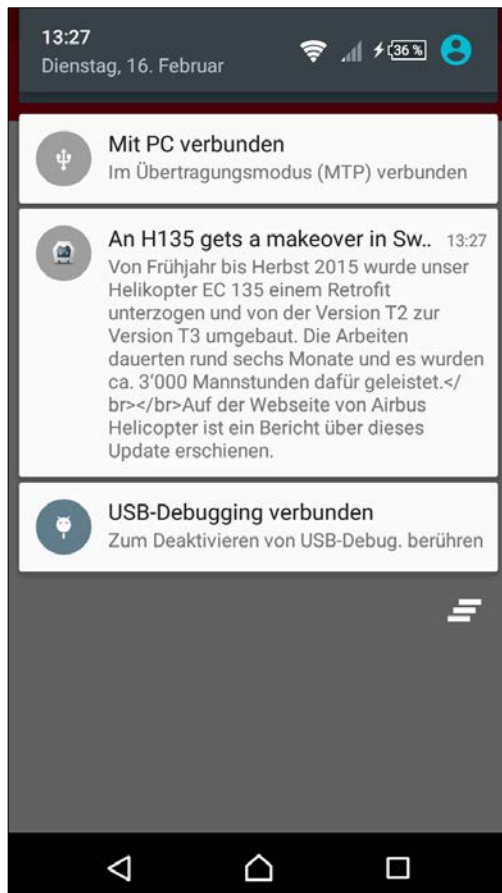 13:27
Dienstag, 16. Februar
36 %
Mit PC verbunden
Im Übertragungsmodus (MTP) verbunden
An H135 gets a makeover in Sw.. 13:27
Von Frühjahr bis Herbst 2015 wurde unser
Helikopter EC 135 einem Retrofit
unterzogen und von der Version T2 zur
Version T3 umgebaut. Die Arbeiten
dauerten rund sechs Monate und es wurden
ca. 3'000 Mannstunden dafür geleistet.</
br></br>Auf der Webseite von Airbus
Helicopter ist ein Bericht über dieses
Update erschienen.
USB-Debugging verbunden
Zum Deaktivieren von USB-Debug. berühren